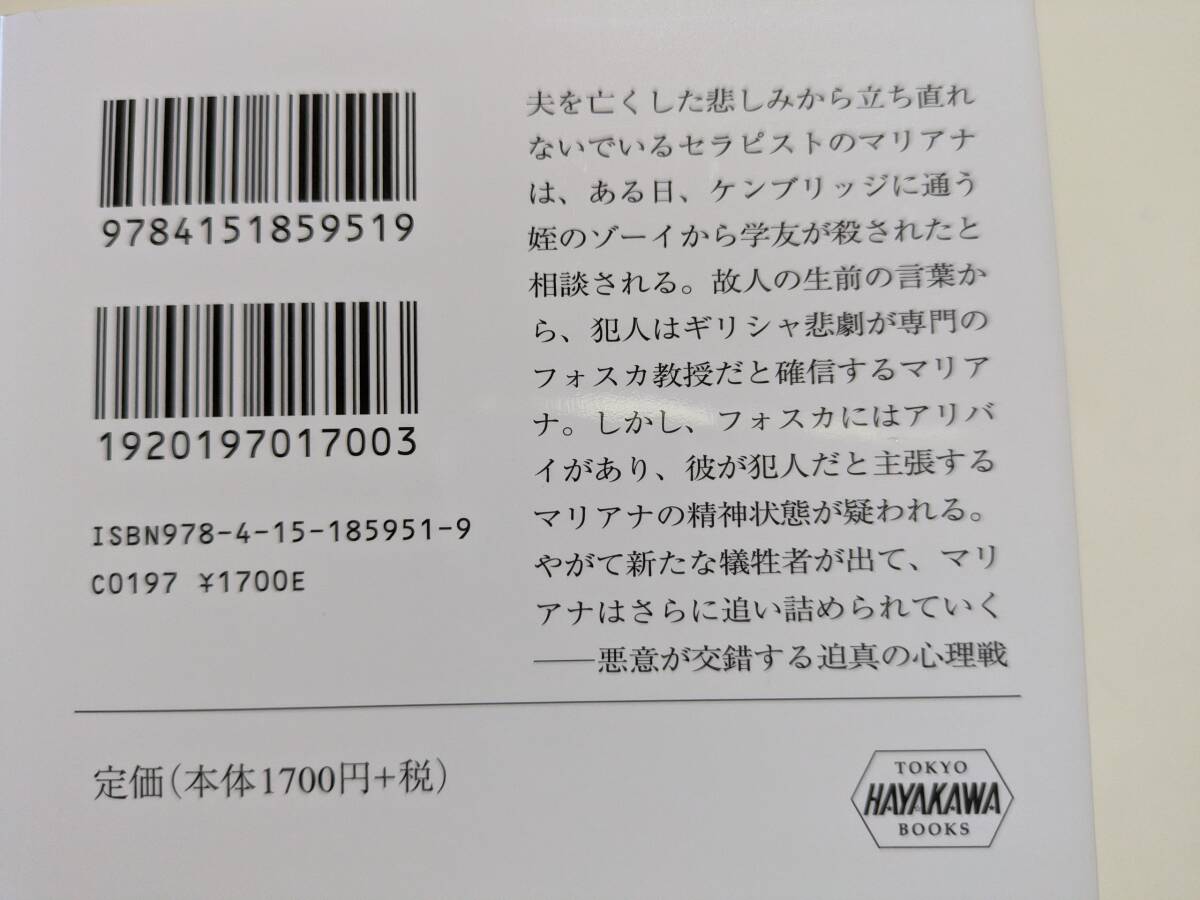 9784151859519
1920197017003
ISBN978-4-15-185951-9
C0197 ¥1700E
夫を亡くした悲しみから立ち直れ
ないでいるセラピストのマリアナ
は、ある日、ケンブリッジに通う
姪のゾーイから学友が殺されたと
相談される。故人の生前の言葉か
ら、犯人はギリシャ悲劇が専門の
フォスカ教授だと確信するマリア
ナ。しかし、フォスカにはアリバ
イがあり、彼が犯人だと主張する
マリアナの精神状態が疑われる。
やがて新たな犠牲者が出て、マリ
アナはさらに追い詰められていく
──悪意が交錯する迫真の心理戦
定価(本体1700円+税)
TOKYO
HAYAKAWA
BOOKS